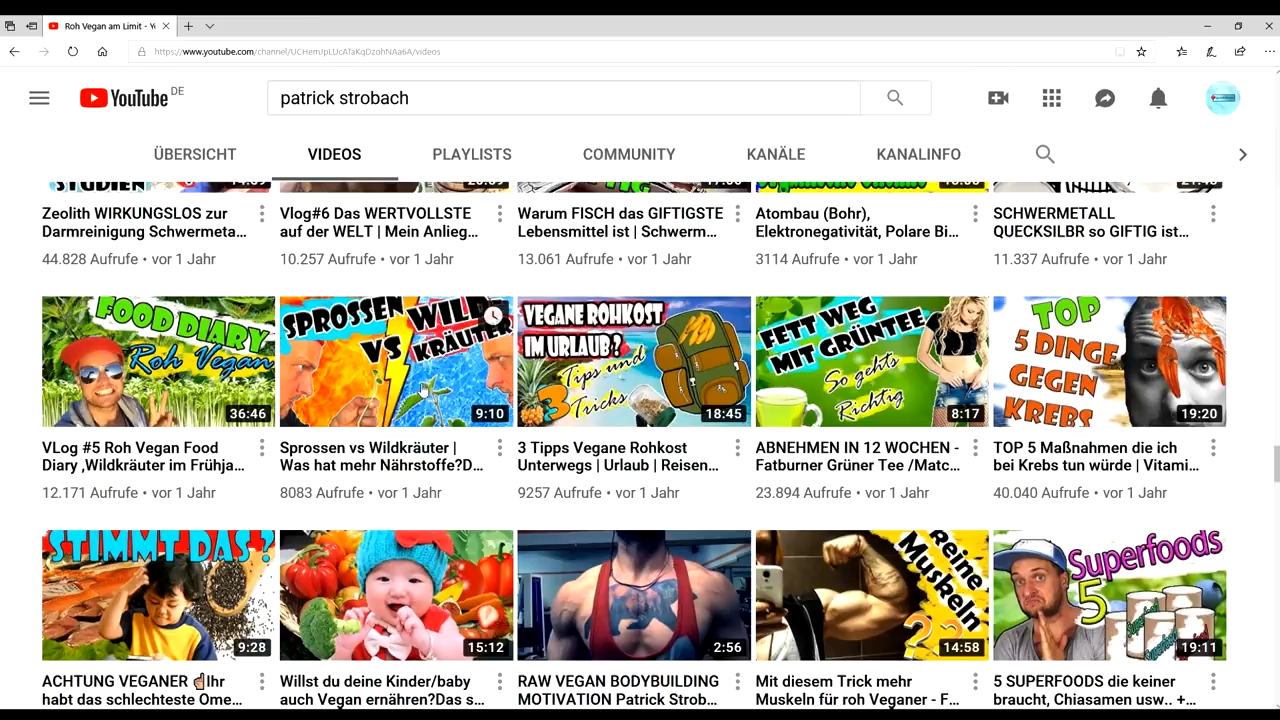 Roh Vegan am Limit - Yo
https://www.youtube.com/channel/UCHemJpLUcATaKqDzohNAa6A/videos
YouTube DE
patrick strobach
ÜBERSICHT VIDEOS PLAYLISTS COMMUNITY KANÄLE KANALINFO
STUDIEN
14:09
Zeolith WIRKUNGSLOS zur
Darmreinigung Schwermeta...
44.828 Aufrufe • vor 1 Jahr
Vlog#6 Das WERTVOLLSTE
auf der WELT | Mein Anlieg...
10.257 Aufrufe • vor 1 Jahr
Warum FISCH das GIFTIGSTE
Lebensmittel ist | Schwerm...
13.061 Aufrufe • vor 1 Jahr
Atombau (Bohr),
Elektronegativität, Polare Bi...
3114 Aufrufe • vor 1 Jahr
SCHWERMETALL
QUECKSILBR so GIFTIG ist...
11.337 Aufrufe • vor 1 Jahr
FOOD DIARY
Roh Vegan
36:46
VLog #5 Roh Vegan Food
Diary ,Wildkräuter im Frühja...
12.171 Aufrufe • vor 1 Jahr
SPROSSEN WILD
VS KRÄUTER
9:10
Sprossen vs Wildkräuter |
Was hat mehr Nährstoffe?D...
8083 Aufrufe • vor 1 Jahr
VEGANE ROHKOST
IM URLAUB?
3 Tips und
Tricks
18:45
3 Tipps Vegane Rohkost
Unterwegs | Urlaub | Reisen...
9257 Aufrufe • vor 1 Jahr
FETT WEG
MIT GRÜNTEE
So gehts
Richtig
8:17
ABNEHMEN IN 12 WOCHEN -
Fatburner Grüner Tee /Matc...
23.894 Aufrufe • vor 1 Jahr
TOP
5 DINGE
GEGEN
KREBS
19:20
TOP 5 Maßnahmen die ich
bei Krebs tun würde | Vitami...
40.040 Aufrufe • vor 1 Jahr
STIMMT DAS?
9:28
ACHTUNG VEGANER ☝Ihr
habt das schlechteste Ome...
15:12
Willst du deine Kinder/baby
auch Vegan ernähren?Das s...
2:56
RAW VEGAN BODYBUILDING
MOTIVATION Patrick Strob...
Reine
Muskeln
22
14:58
Mit diesem Trick mehr
Muskeln für roh Veganer - F...
Superfoods
5
19:11
5 SUPERFOODS die keiner
braucht, Chiasamen usw.. +...